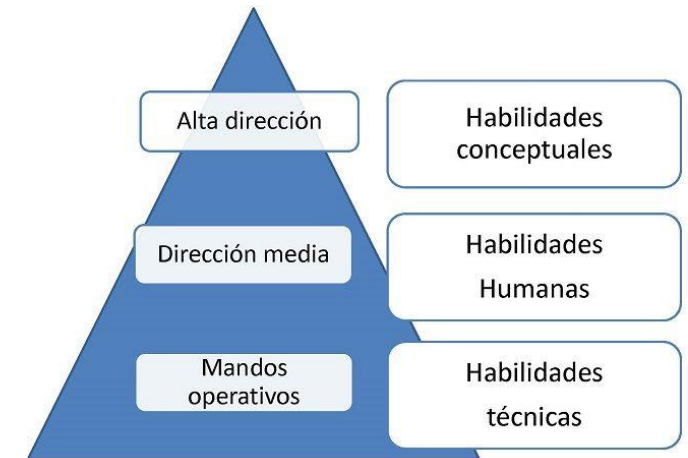 Alta dirección
Habilidades
conceptuales
Dirección media
Habilidades
Humanas
Mandos
operativos
Habilidades
técnicas